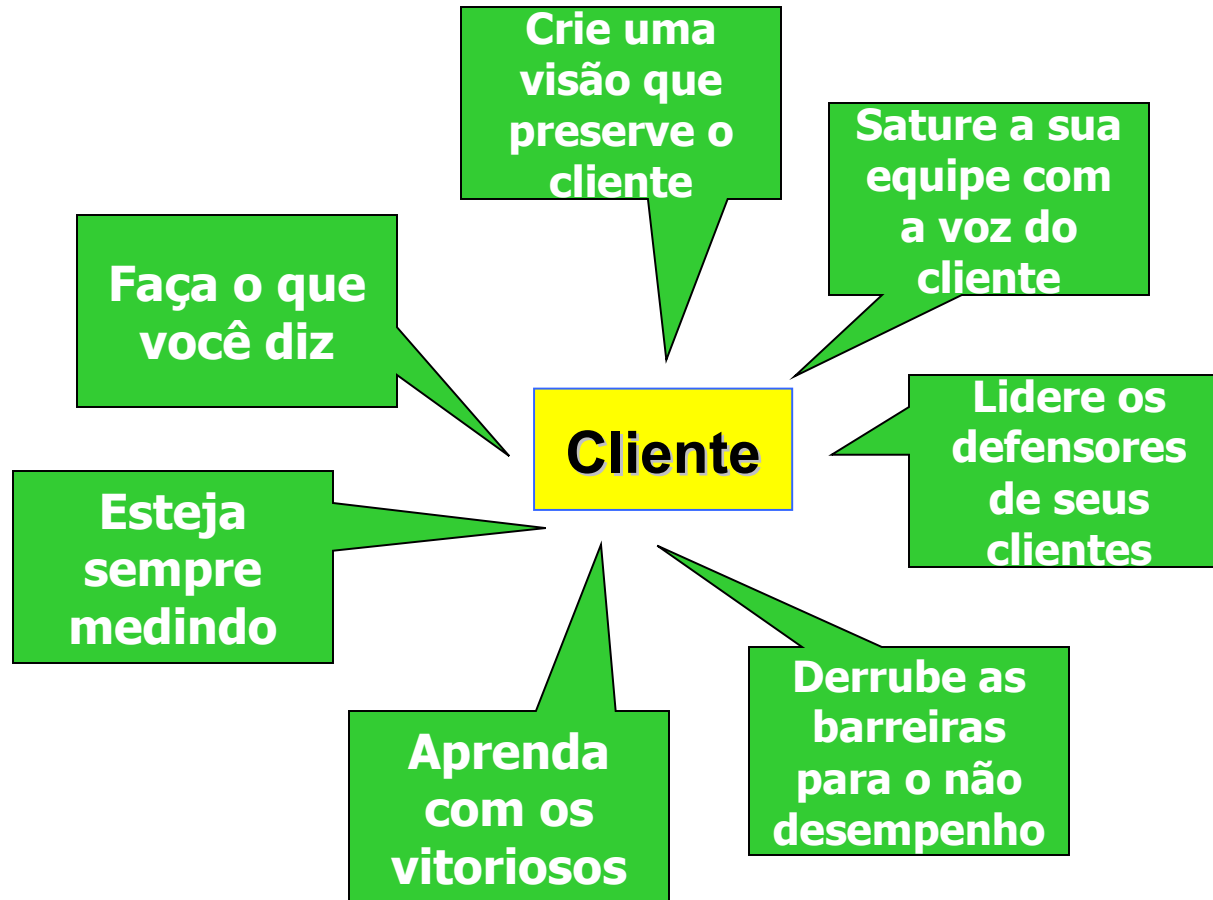 Crie uma
visão que
preserve o
cliente
Sature a sua
equipe com
a voz do
cliente
Faça o que
você diz
Lidere os
defensores
de seus
clientes
Cliente
Esteja
sempre
medindo
Derrube as
barreiras
para o não
desempenho
Aprenda
com os
vitoriosos